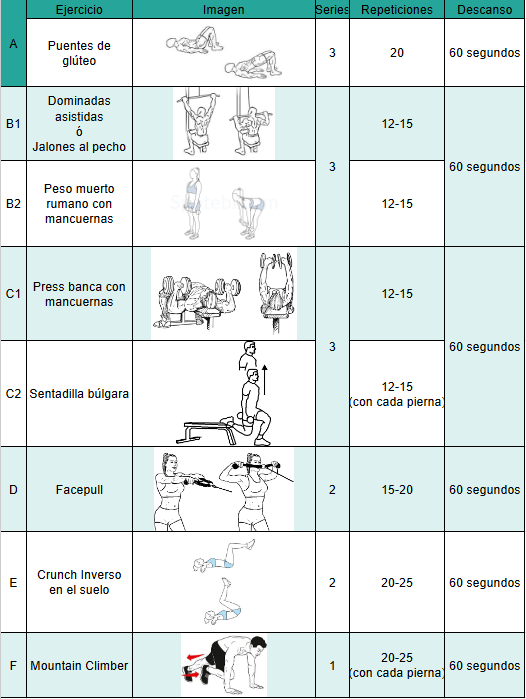 Ejercicio Imagen Series Repeticiones Descanso
A
Puentes de
glúteo
3 20 60 segundos
B1
Dominadas
asistidas
ó
Jalones al pecho
12-15
3
60 segundos
B2
Peso muerto
rumano con
mancuernas
12-15
C1
Press banca con
mancuernas
12-15
3
60 segundos
C2
Sentadilla búlgara
12-15
(con cada pierna)
D
Facepull
2 15-20 60 segundos
E
Crunch Inverso
en el suelo
2 20-25 60 segundos
F
Mountain Climber
1
20-25
(con cada pierna)
60 segundos